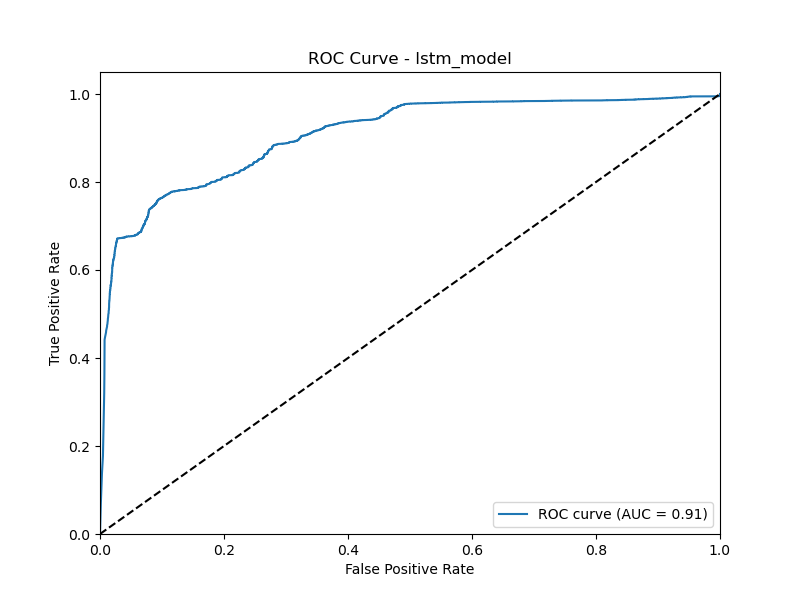 ROC Curve - lstm_model
True Positive Rate
1.0
0.8
0.6
0.4
0.2
0.0
ROC curve (AUC = 0.91)
0.0 0.2 0.4 0.6 0.8 1.0
False Positive Rate